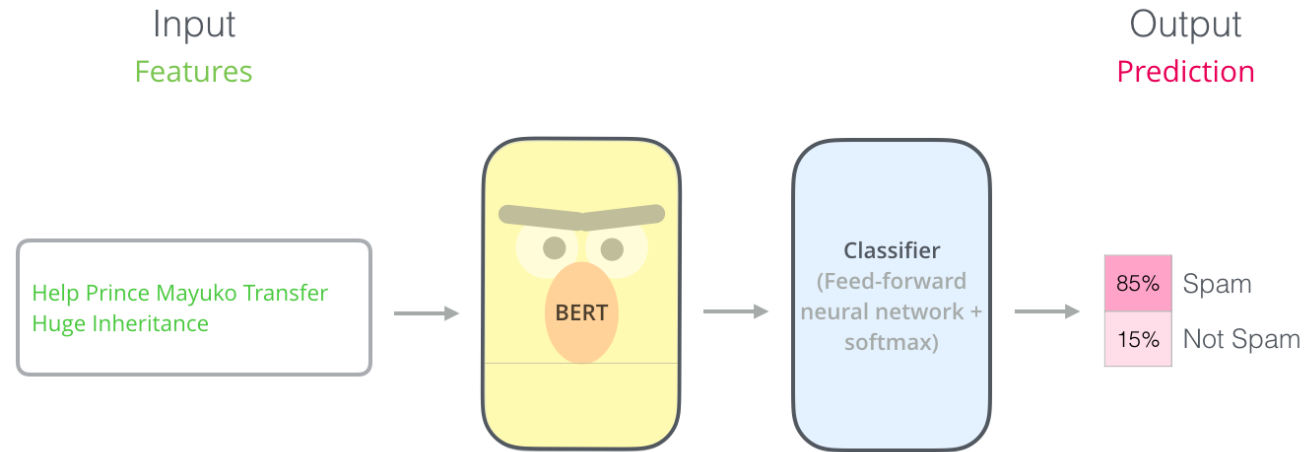 Input
Features
Output
Prediction
Help Prince Mayuko Transfer
Huge Inheritance
BERT
Classifier
(Feed-forward
neural network +
softmax)
85% Spam
15% Not Spam